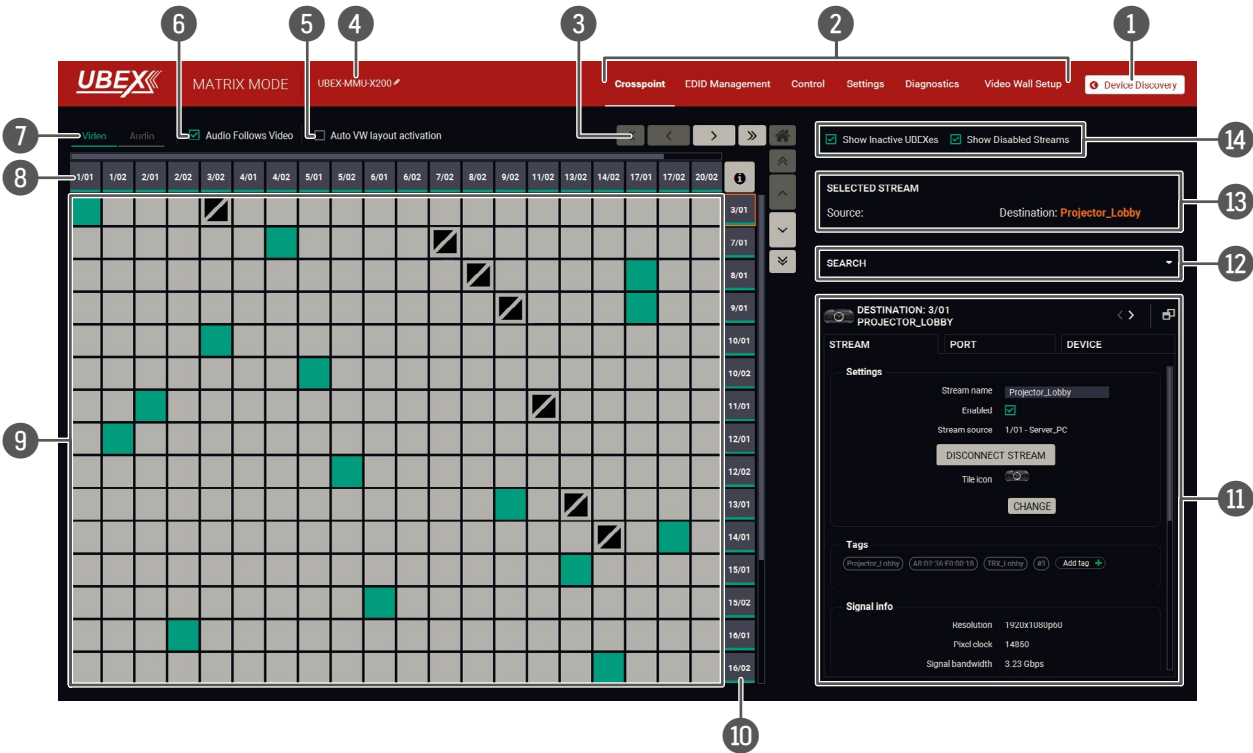 6 5 4 3 2 1
UBEX MATRIX MODE UBEX-MMU-X200 Crosspoint EDID Management Control Settings Diagnostics Video Wall Setup Device Discovery
7 Video Audio Audio Follows Video Auto VW layout activation Show Inactive UBEXes Show Disabled Streams 14
8 1/01 1/02 2/01 2/02 3/02 4/01 4/02 5/01 5/02 6/01 6/02 7/02 8/02 9/02 11/02 13/02 14/02 17/01 17/02 20/02
SELECTED STREAM
Source: Destination: Projector_Lobby 13
SEARCH 12
3/01
7/01
8/01
9/01
10/01
10/02
11/01
12/01
12/02
13/01
14/01
15/01
15/02
16/01
16/02
9
10
DESTINATION: 3/01
PROJECTOR_LOBBY
STREAM PORT DEVICE
Settings
Stream name Projector_Lobby
Enabled
Stream source 1/01 - Server_PC
DISCONNECT STREAM
Tile icon
CHANGE
11
Tags
Projector_Lobby A8:D2:36:F0:00:18 TRX_Lobby #3 Add tag +
Signal info
Resolution 1920x1080p60
Pixel clock 14850
Signal bandwidth 3.23 Gbps